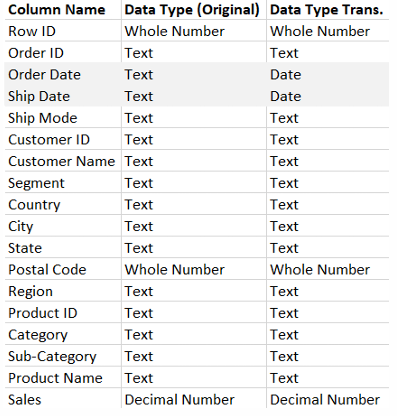 Column Name Data Type (Original) Data Type Trans.
Row ID Whole Number Whole Number
Order ID Text Text
Order Date Text Date
Ship Date Text Date
Ship Mode Text Text
Customer ID Text Text
Customer Name Text Text
Segment Text Text
Country Text Text
City Text Text
State Text Text
Postal Code Whole Number Whole Number
Region Text Text
Product ID Text Text
Category Text Text
Sub-Category Text Text
Product Name Text Text
Sales Decimal Number Decimal Number